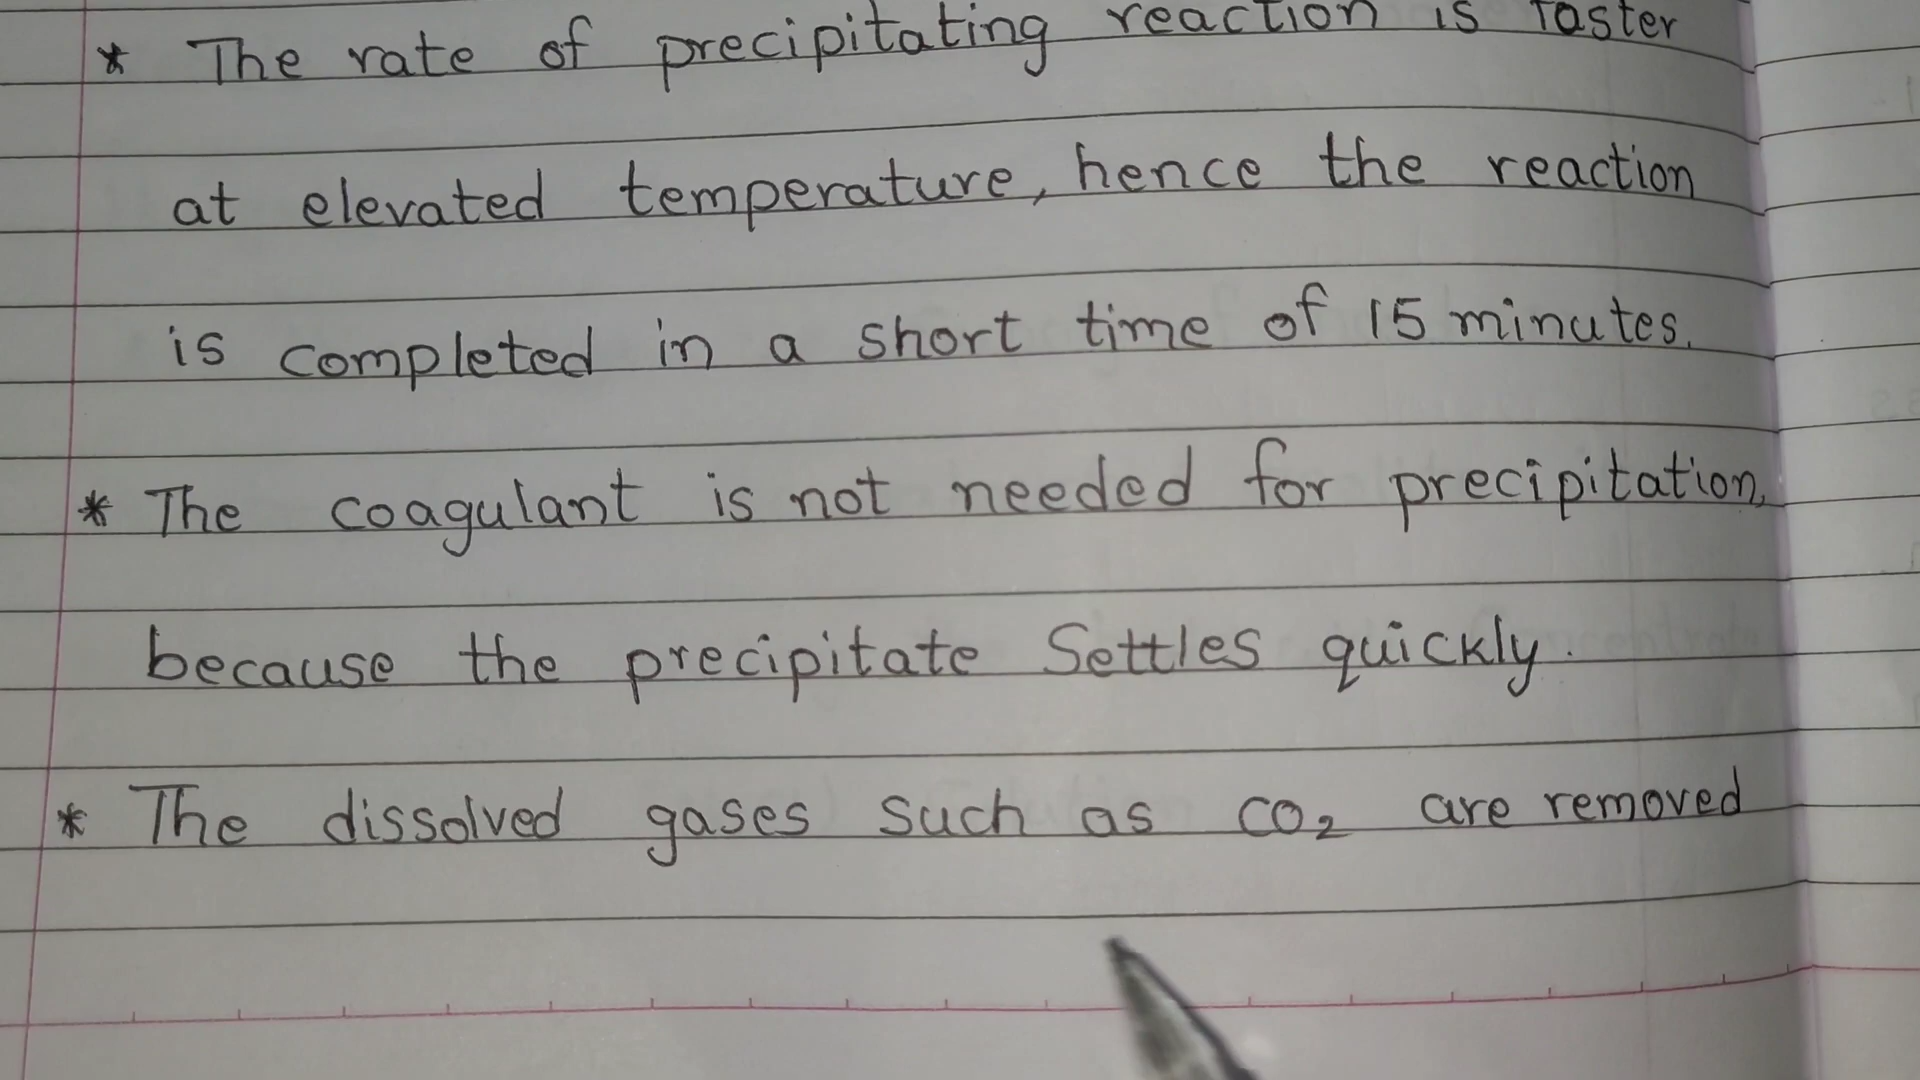 * The rate of precipitating reaction is faster
at elevated temperature, hence the reaction
is completed in a short time of 15 minutes.
* The coagulant is not needed for precipitation,
because the precipitate Settles quickly.
* The dissolved gases such as CO₂ are removed